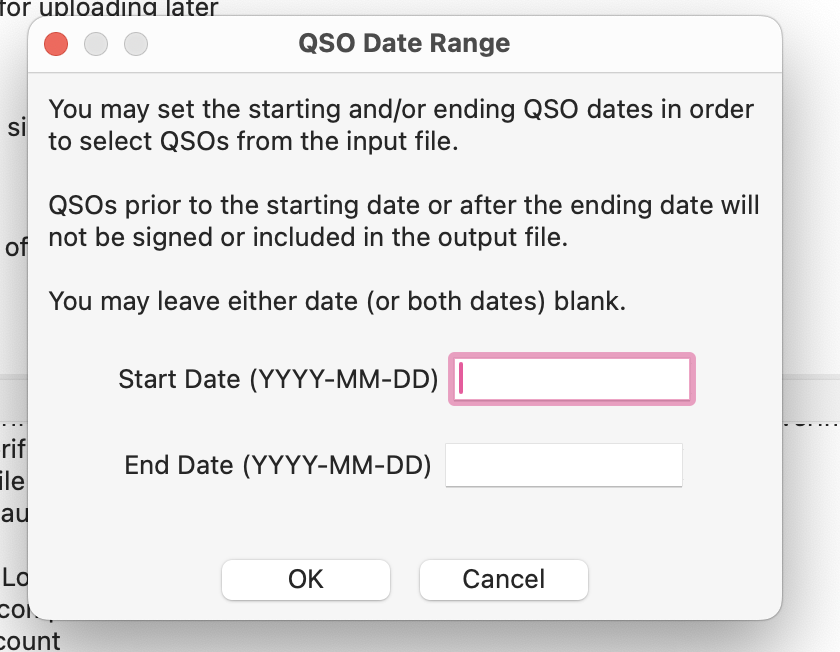 for uploading later
QSO Date Range
You may set the starting and/or ending QSO dates in order
to select QSOs from the input file.
si
QSOs prior to the starting date or after the ending date will
not be signed or included in the output file.
of
You may leave either date (or both dates) blank.
Start Date (YYYY-MM-DD)
rif
End Date (YYYY-MM-DD)
ile
au
OK
Cancel
Lo
count